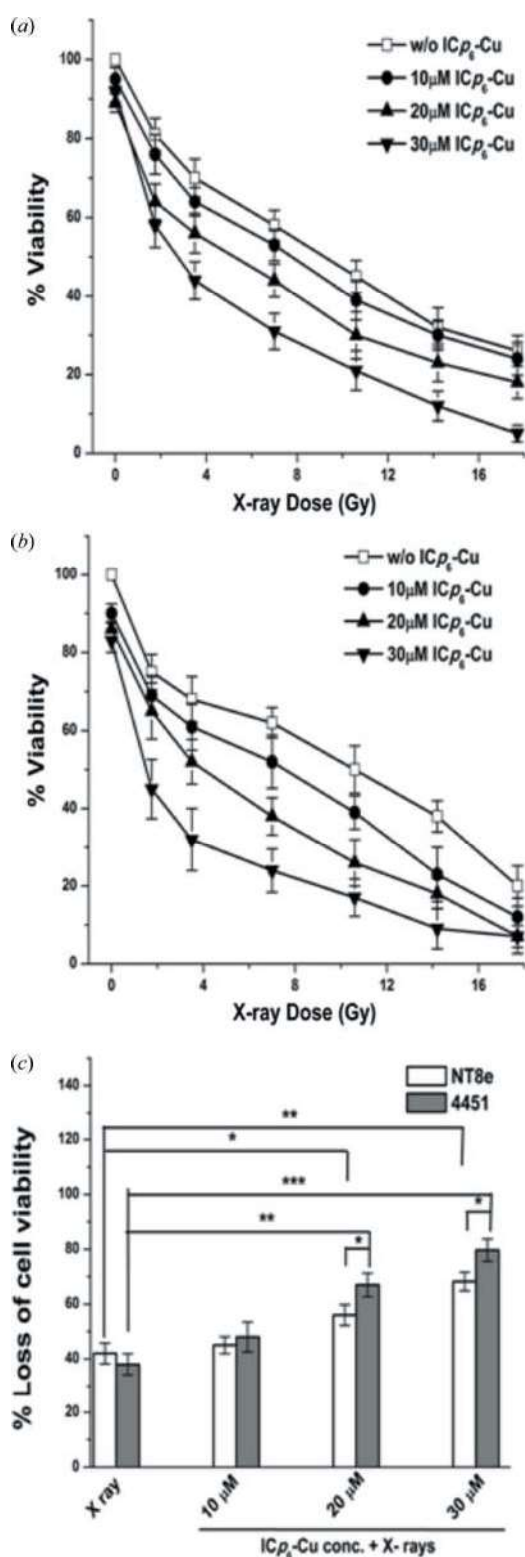 (a)
100
80
60
40
20
0
% Viability
w/o ICp₆-Cu
10μM ICp₆-Cu
20μM ICp₆-Cu
30μM ICp₆-Cu
0 4 8 12 16
X-ray Dose (Gy)
(b)
100
80
60
40
20
0
% Viability
w/o ICp₆-Cu
10μM ICp₆-Cu
20μM ICp₆-Cu
30μM ICp₆-Cu
0 4 8 12 16
X-ray Dose (Gy)
(c)
140
120
100
80
60
40
20
0
% Loss of cell viability
NT8e
4451
**
*
***
*
**
*
X ray 10 μM 20 μM 30 μM
ICp₆-Cu conc. + X- rays